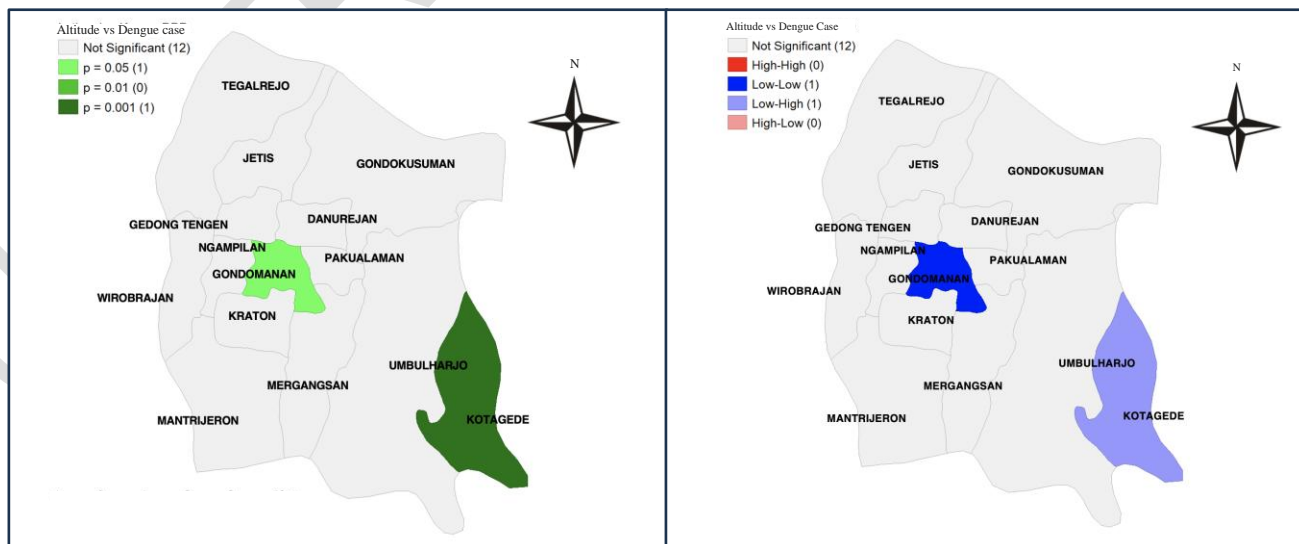 Altitude vs Dengue case
Not Significant (12)
p = 0.05 (1)
p = 0.01 (0)
p = 0.001 (1)
N
TEGALREJO
JETIS
GONDOKUSUMAN
DANUREJAN
GEDONG TENGEN
NGAMPILAN
PAKUALAMAN
GONDOMANAN
WIROBRAJAN
KRATON
UMBULHARJO
MERGANGSAN
MANTRIJERON
KOTAGEDE
Altitude vs Dengue Case
Not Significant (12)
High-High (0)
Low-Low (1)
Low-High (1)
High-Low (0)
N
TEGALREJO
JETIS
GONDOKUSUMAN
DANUREJAN
GEDONG TENGEN
NGAMPILAN
PAKUALAMAN
GONDOMANAN
WIROBRAJAN
KRATON
UMBULHARJO
MERGANGSAN
MANTRIJERON
KOTAGEDE